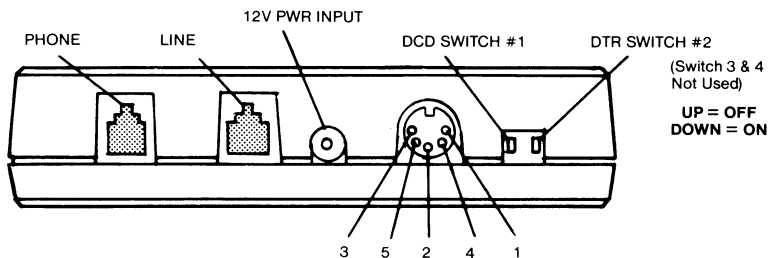 12V PWR INPUT
PHONE
LINE
DCD SWITCH #1
DTR SWITCH #2
(Switch 3 & 4
Not Used)
UP = OFF
DOWN = ON
3 5 2 4 1